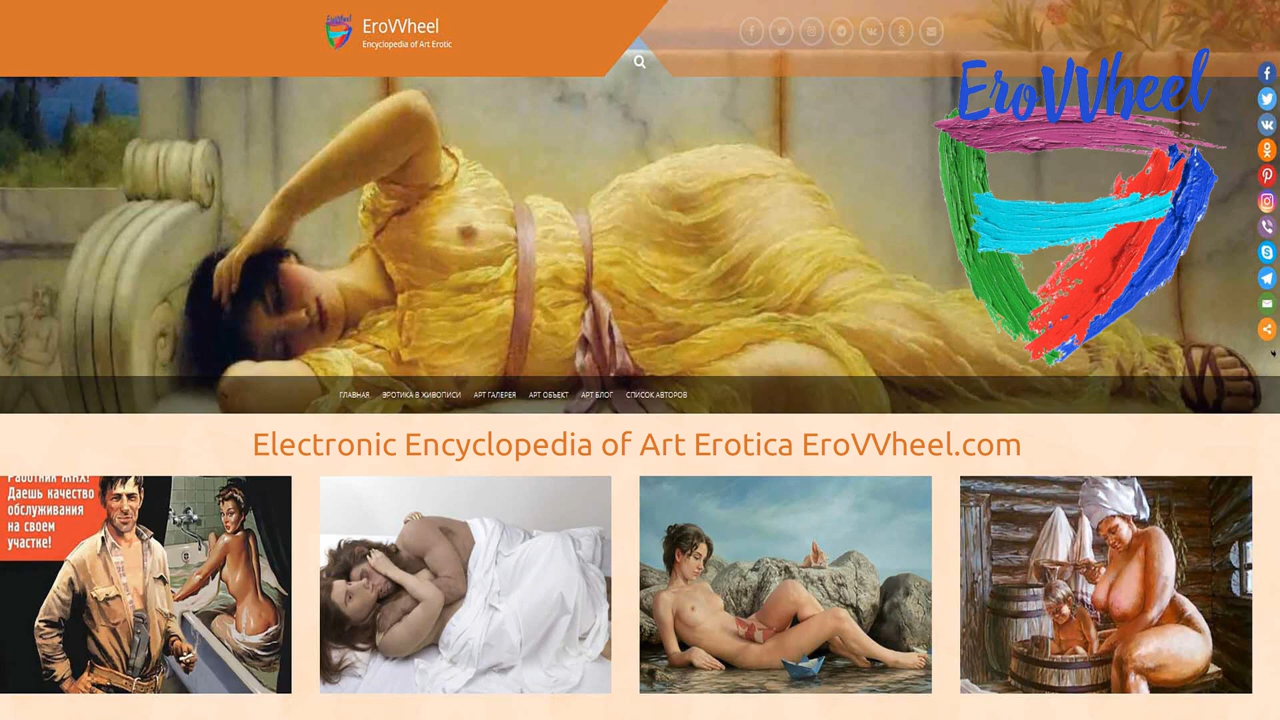 EroVVheel
Encyclopedia of Art Erotic
EroVVheel
ГЛАВНАЯ ЭРОТИКА В ЖИВОПИСИ АРТ ГАЛЕРЕЯ АРТ ОБЪЕКТ АРТ БЛОГ СПИСОК АВТОРОВ
Electronic Encyclopedia of Art Erotica EroVVheel.com
Работник ЖКХ!
Даешь качество
обслуживания
на своем
участке!